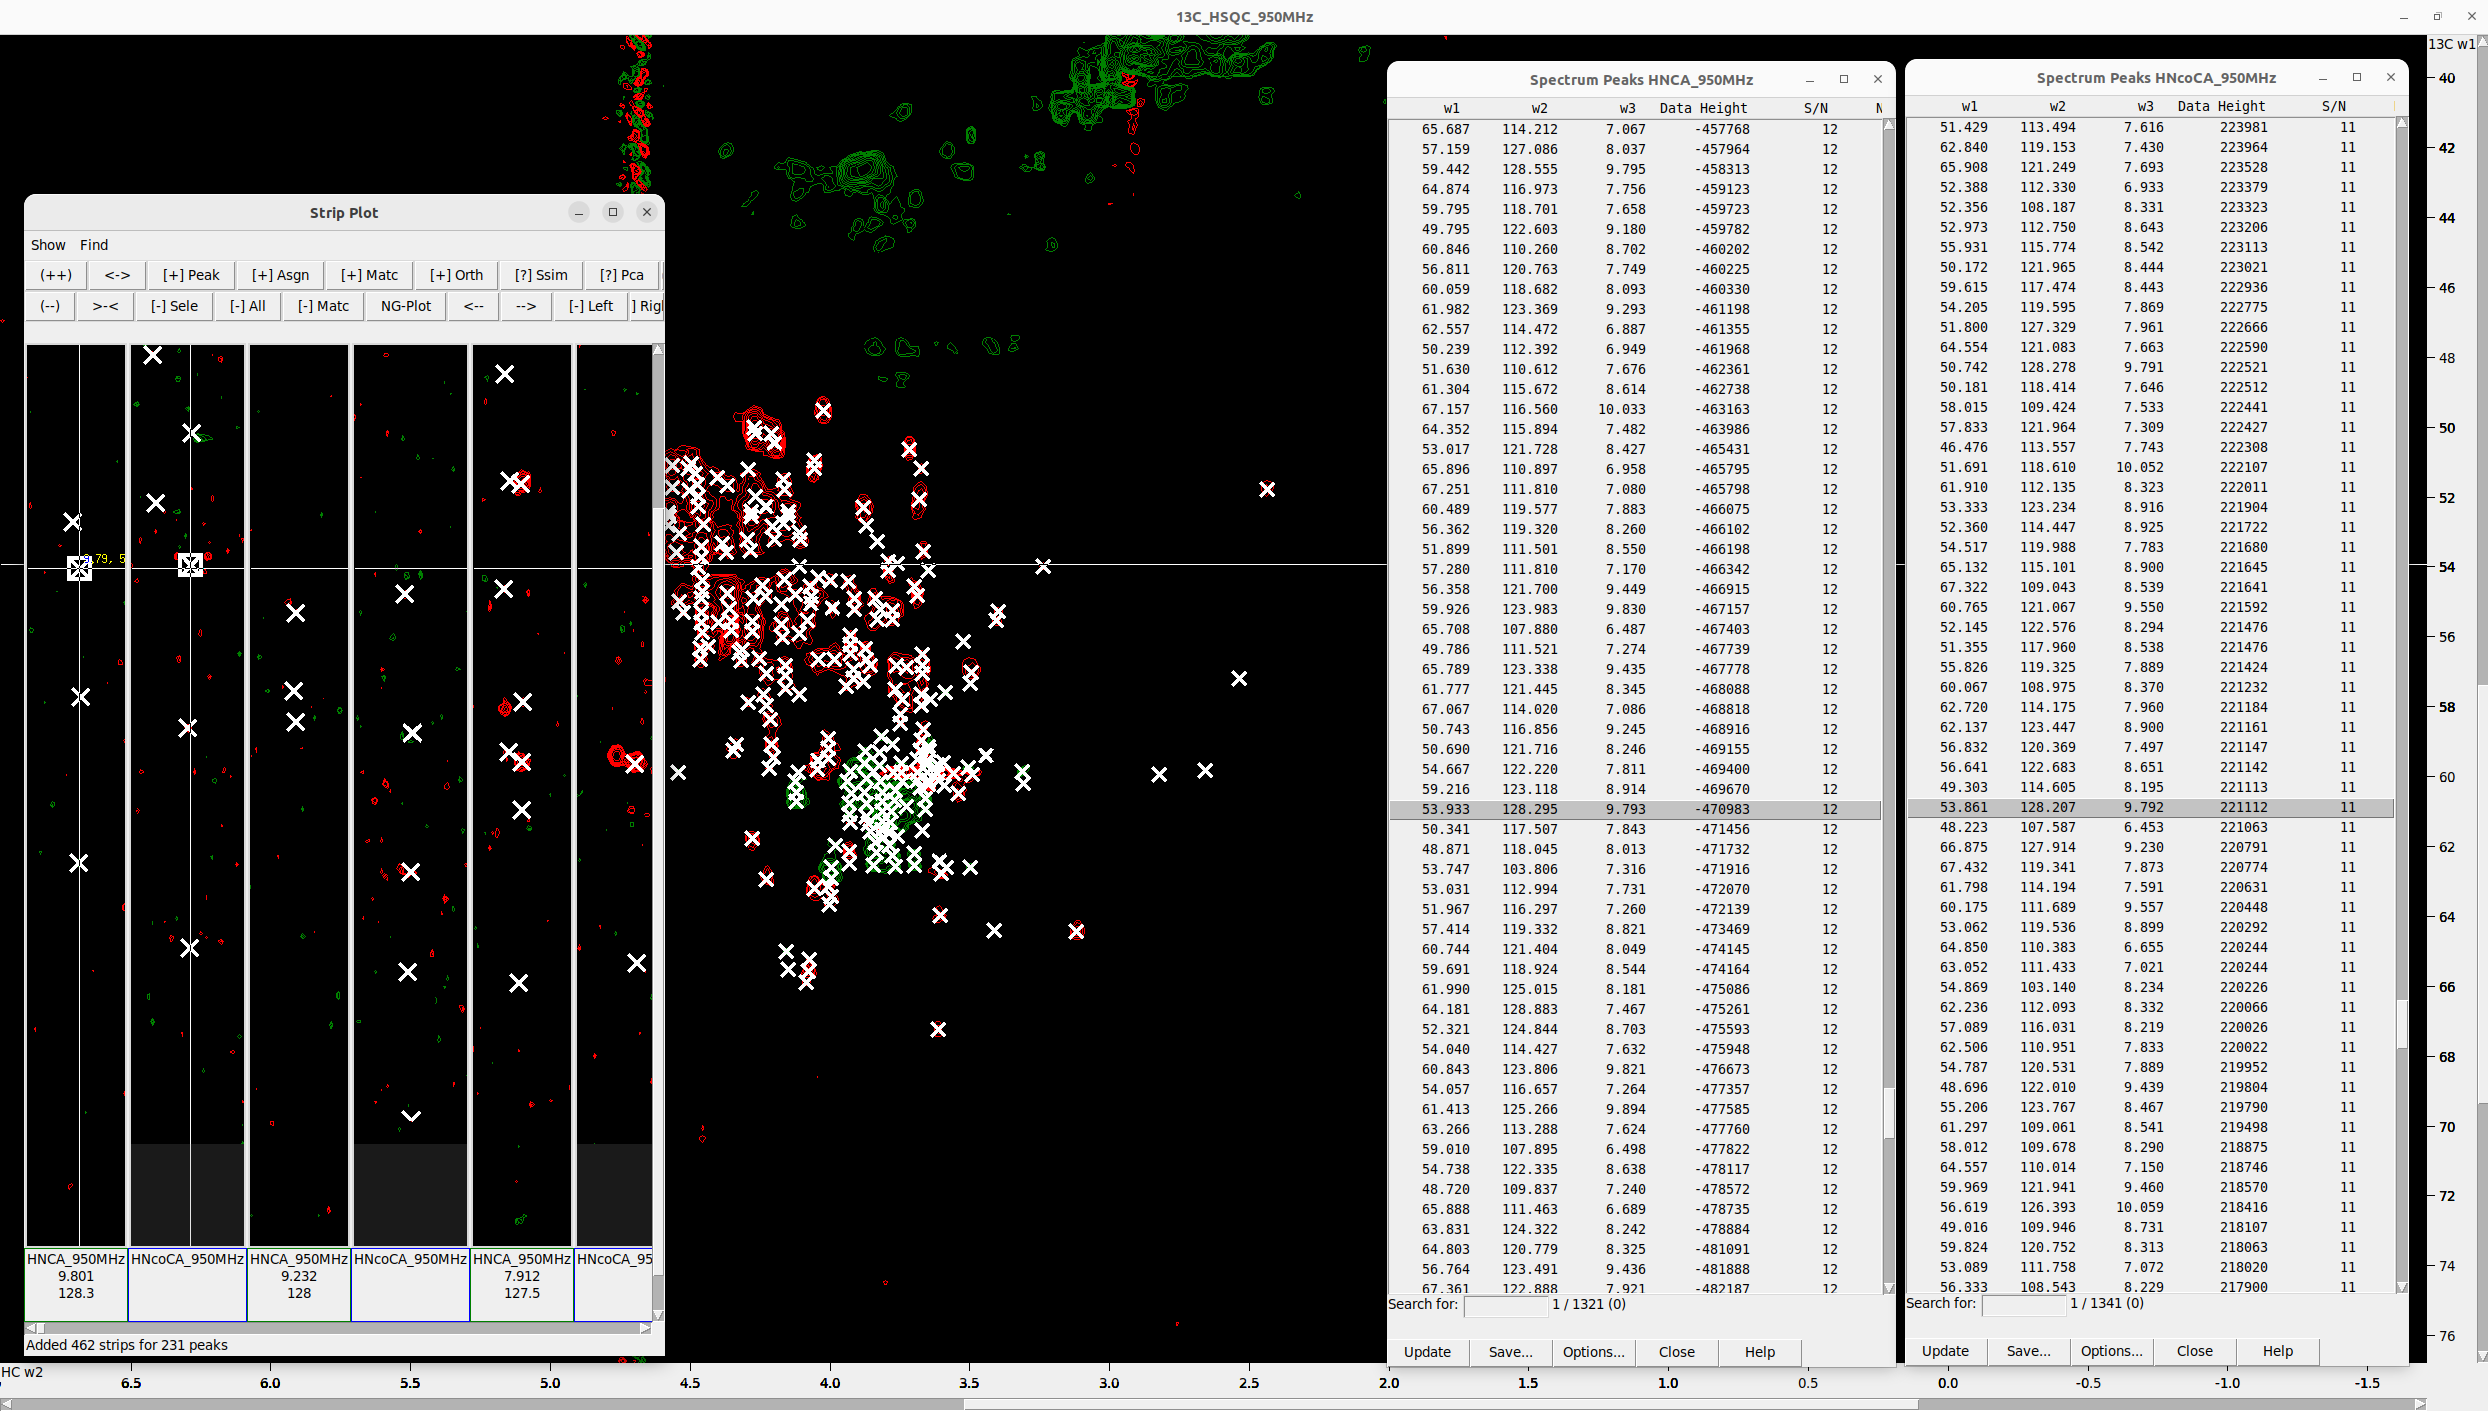 13C_HSQC_950MHz
13C w1
40
42
44
46
48
50
52
54
56
58
60
62
64
66
68
70
72
74
76
Strip Plot
Show Find
(++) <-> [+] Peak [+] Asgn [+] Matc [+] Orth [?] Ssim [?] Pca
(--) >-< [-] Sele [-] All [-] Matc NG-Plot <-- --> [-] Left ] Rigl
HNCA_950MHz HNcoCA_950MHz HNCA_950MHz HNcoCA_950MHz HNCA_950MHz HNcoCA_95
9.801 9.232 7.912
128.3 128 127.5
Added 462 strips for 231 peaks
HC w2
6.5 6.0 5.5 5.0 4.5 4.0 3.5 3.0 2.5 2.0 1.5 1.0 0.5 0.0 -0.5 -1.0 -1.5
Spectrum Peaks HNCA_950MHz
w1 w2 w3 Data Height S/N N
65.687 114.212 7.067 -457768 12
57.159 127.086 8.037 -457964 12
59.442 128.555 9.795 -458313 12
64.874 116.973 7.756 -459123 12
59.795 118.701 7.658 -459723 12
49.795 122.603 9.180 -459782 12
60.846 110.260 8.702 -460202 12
56.811 120.763 7.749 -460225 12
60.059 118.682 8.093 -460330 12
61.982 123.369 9.293 -461198 12
62.557 114.472 6.887 -461355 12
50.239 112.392 6.949 -461968 12
51.630 110.612 7.676 -462361 12
61.304 115.672 8.614 -462738 12
67.157 116.560 10.033 -463163 12
64.352 115.894 7.482 -463986 12
53.017 121.728 8.427 -465431 12
65.896 110.897 6.958 -465795 12
67.251 111.810 7.080 -465798 12
60.489 119.577 7.883 -466075 12
56.362 119.320 8.260 -466102 12
51.899 111.501 8.550 -466198 12
57.280 111.810 7.170 -466342 12
56.358 121.700 9.449 -466915 12
59.926 123.983 9.830 -467157 12
65.708 107.880 6.487 -467403 12
49.786 111.521 7.274 -467739 12
65.789 123.338 9.435 -467778 12
61.777 121.445 8.345 -468088 12
67.067 114.020 7.086 -468818 12
50.743 116.856 9.245 -468916 12
50.690 121.716 8.246 -469155 12
54.667 122.220 7.811 -469400 12
59.216 123.118 8.914 -469670 12
53.933 128.295 9.793 -470983 12
50.341 117.507 7.843 -471456 12
48.871 118.045 8.013 -471732 12
53.747 103.806 7.316 -471916 12
53.031 112.994 7.731 -472070 12
51.967 116.297 7.260 -472139 12
57.414 119.332 8.821 -473469 12
60.744 121.404 8.049 -474145 12
59.691 118.924 8.544 -474164 12
61.990 125.015 8.181 -475086 12
64.181 128.883 7.467 -475261 12
52.321 124.844 8.703 -475593 12
54.040 114.427 7.632 -475948 12
60.843 123.806 9.821 -476673 12
54.057 116.657 7.264 -477357 12
61.413 125.266 9.894 -477585 12
63.266 113.288 7.624 -477760 12
59.010 107.895 6.498 -477822 12
54.738 122.335 8.638 -478117 12
48.720 109.837 7.240 -478572 12
65.888 111.463 6.689 -478735 12
63.831 124.322 8.242 -478884 12
64.803 120.779 8.325 -481091 12
56.764 123.491 9.436 -481888 12
67.361 122.888 7.921 -482187 12
Search for: 1 / 1321 (0)
Update Save... Options... Close Help
Spectrum Peaks HNcoCA_950MHz
w1 w2 w3 Data Height S/N
51.429 113.494 7.616 223981 11
62.840 119.153 7.430 223964 11
65.908 121.249 7.693 223528 11
52.388 112.330 6.933 223379 11
52.356 108.187 8.331 223323 11
52.973 112.750 8.643 223206 11
55.931 115.774 8.542 223113 11
50.172 121.965 8.444 223021 11
59.615 117.474 8.443 222936 11
54.205 119.595 7.869 222775 11
51.800 127.329 7.961 222666 11
64.554 121.083 7.663 222590 11
50.742 128.278 9.791 222521 11
50.181 118.414 7.646 222512 11
58.015 109.424 7.533 222441 11
57.833 121.964 7.309 222427 11
46.476 113.557 7.743 222308 11
51.691 118.610 10.052 222107 11
61.910 112.135 8.323 222011 11
53.333 123.234 8.916 221904 11
52.360 114.447 8.925 221722 11
54.517 119.988 7.783 221680 11
65.132 115.101 8.900 221645 11
67.322 109.043 8.539 221641 11
60.765 121.067 9.550 221592 11
52.145 122.576 8.294 221476 11
51.355 117.960 8.538 221476 11
55.826 119.325 7.889 221424 11
60.067 108.975 8.370 221232 11
62.720 114.175 7.960 221184 11
62.137 123.447 8.900 221161 11
56.832 120.369 7.497 221147 11
56.641 122.683 8.651 221142 11
49.303 114.605 8.195 221113 11
53.861 128.207 9.792 221112 11
48.223 107.587 6.453 221063 11
66.875 127.914 9.230 220791 11
67.432 119.341 7.873 220774 11
61.798 114.194 7.591 220631 11
60.175 111.689 9.557 220448 11
53.062 119.536 8.899 220292 11
64.850 110.383 6.655 220244 11
63.052 111.433 7.021 220244 11
54.869 103.140 8.234 220226 11
62.236 112.093 8.332 220066 11
57.089 116.031 8.219 220026 11
62.506 110.951 7.833 220022 11
54.787 120.531 7.889 219952 11
48.696 122.010 9.439 219804 11
55.206 123.767 8.467 219790 11
61.297 109.061 8.541 219498 11
58.012 109.678 8.290 218875 11
64.557 110.014 7.150 218746 11
59.969 121.941 9.460 218570 11
56.619 126.393 10.059 218416 11
49.016 109.946 8.731 218107 11
59.824 120.752 8.313 218063 11
53.089 111.758 7.072 218020 11
56.333 108.543 8.229 217900 11
Search for: 1 / 1341 (0)
Update Save... Options... Close Help